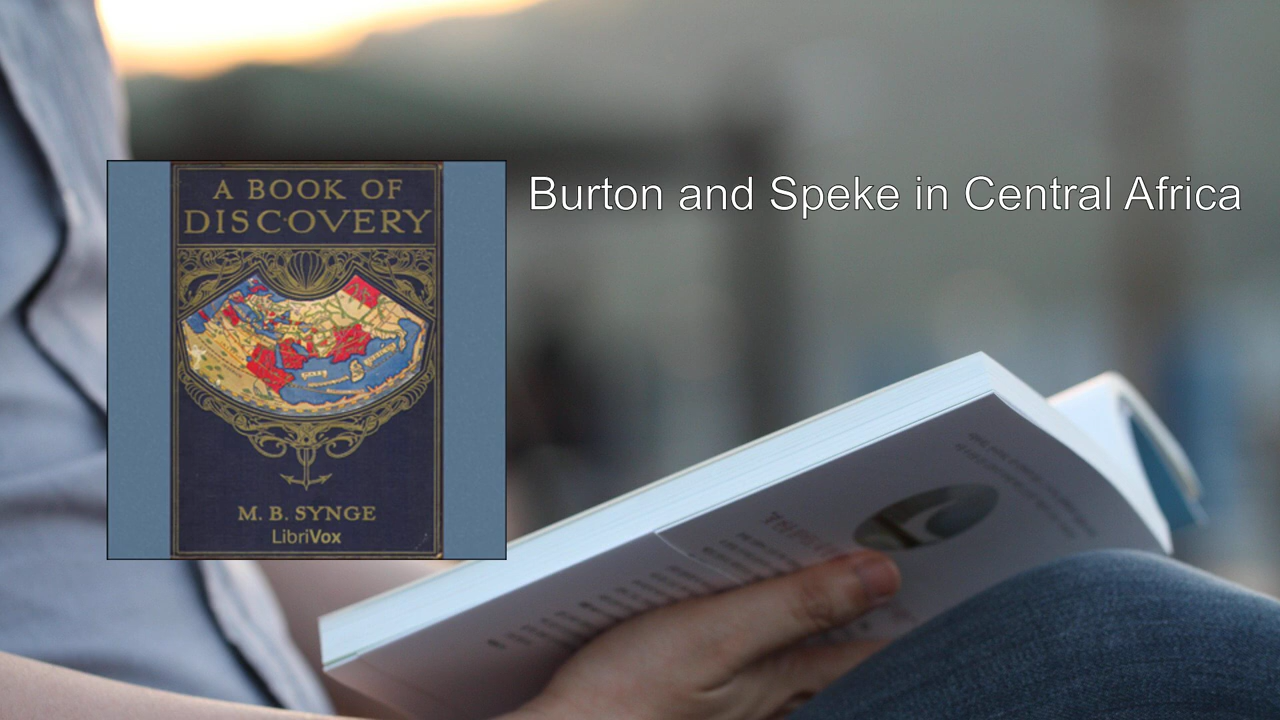 A BOOK OF
DISCOVERY
M. B. SYNGE
LibriVox
Burton and Speke in Central Africa